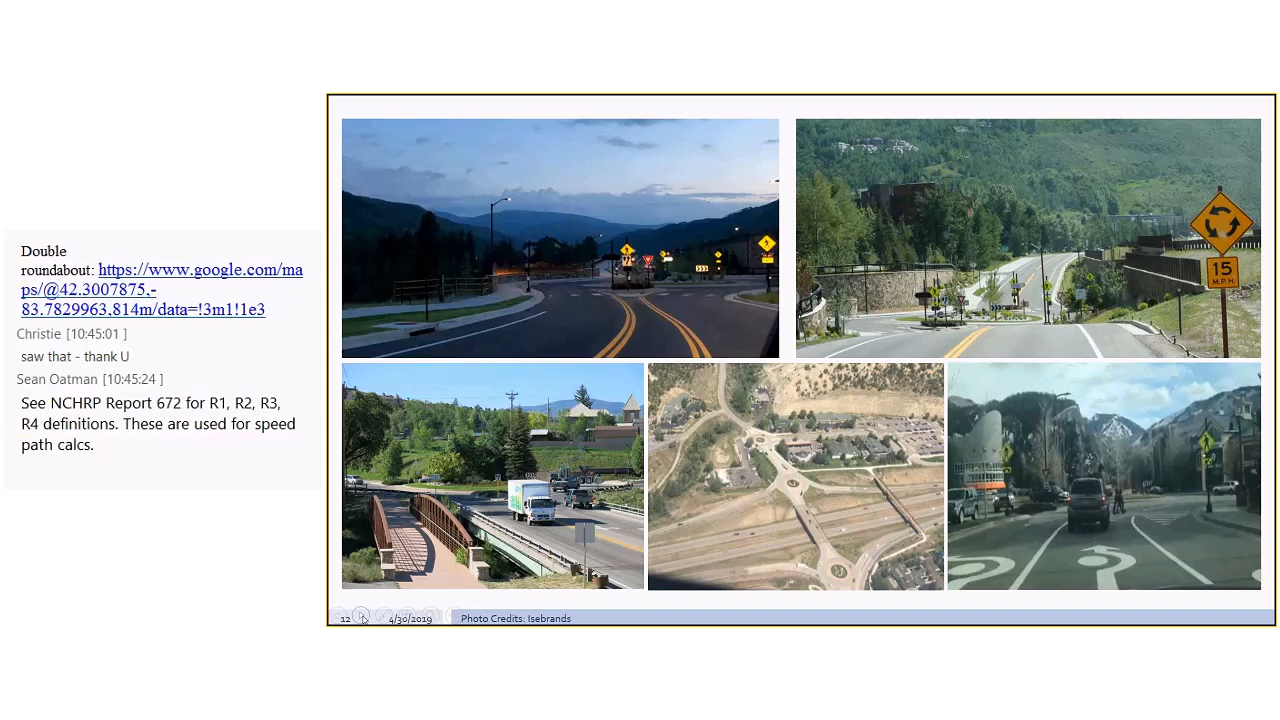 Double
roundabout: https://www.google.com/ma
ps/@42.3007875,-
83.7829963,814m/data=!3m1!1e3
Christie [10:45:01 ]
saw that - thank U
Sean Oatman [10:45:24 ]
See NCHRP Report 672 for R1, R2, R3,
R4 definitions. These are used for speed
path calcs.
15
M.P.H.
12
4/30/2019
Photo Credits: Isebrands